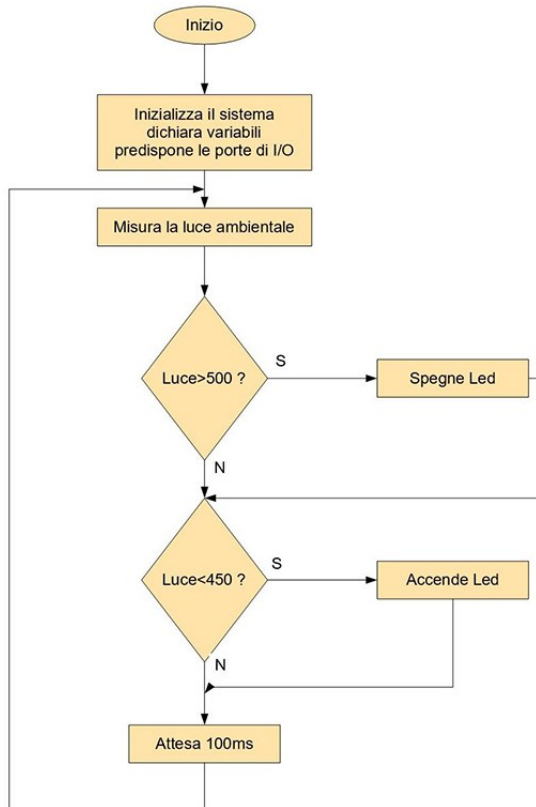 Inizio
Inizializza il sistema
dichiara variabili
predispone le porte di I/O
Misura la luce ambientale
Luce>500 ?
S
Spegne Led
N
Luce<450 ?
S
Accende Led
N
Attesa 100ms